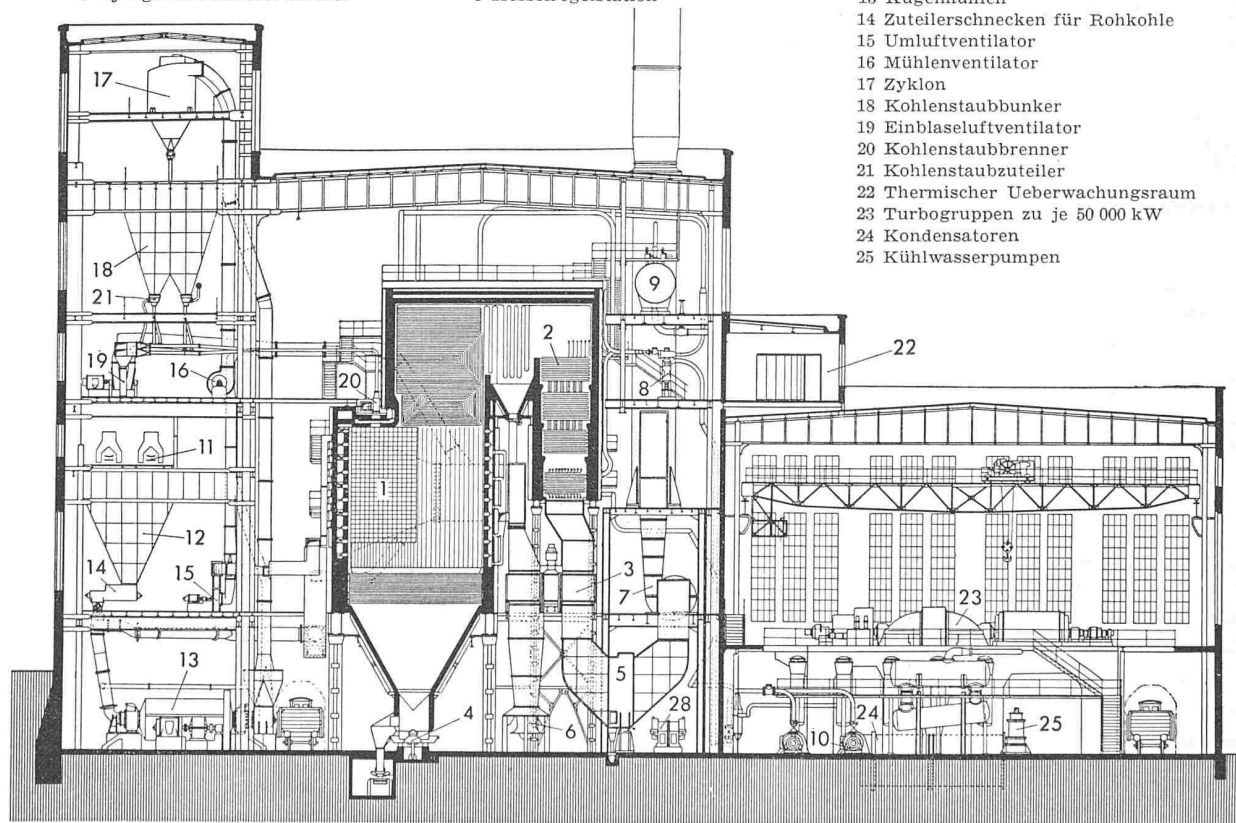 13 Kugelmühlen
14 Zuteilerschnecken für Rohkohle
15 Umluftventilator
16 Mühlenventilator
17 Zyklon
18 Kohlenstaubbunker
19 Einblaseluftventilator
20 Kohlenstaubbrenner
21 Kohlenstaubzuteiler
22 Thermischer Ueberwachungsraum
23 Turbogruppen zu je 50 000 kW
24 Kondensatoren
25 Kühlwasserpumpen
17
18
21
19
16
20
11
12
14
15
13
1
2
9
8
22
3
7
5
4
6
28
23
10
24
25